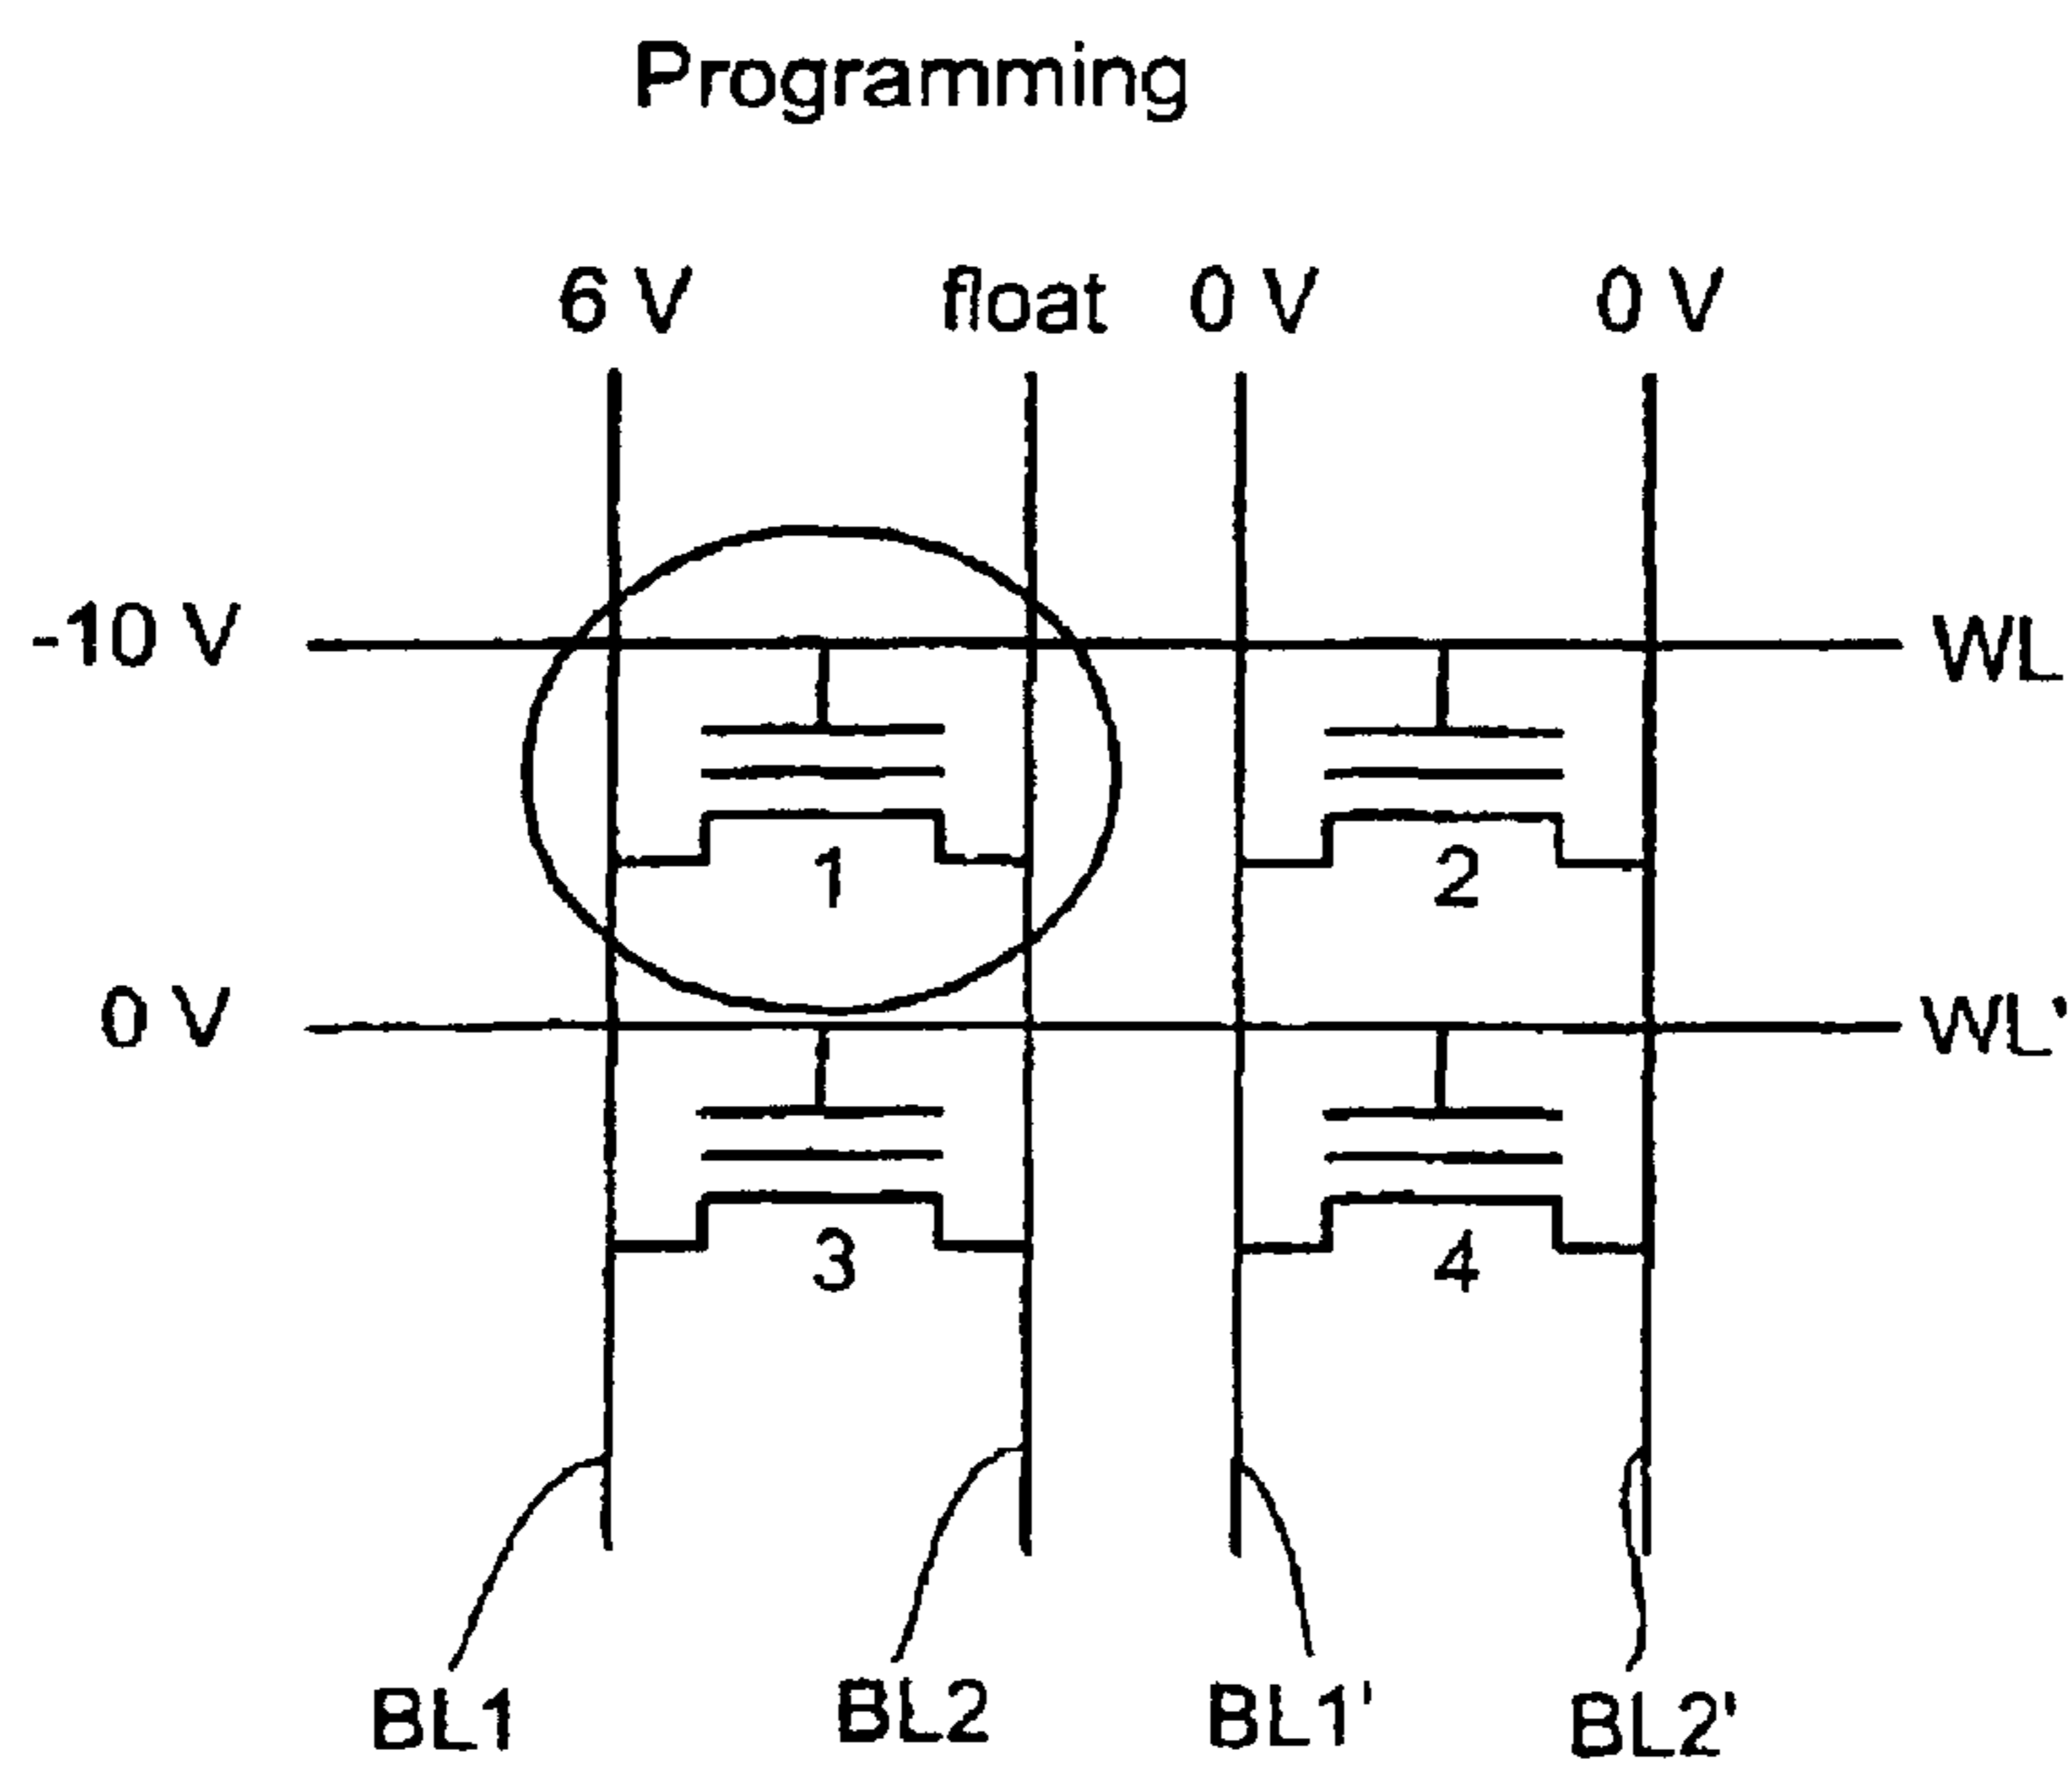 Programming
6 V float 0 V 0 V
-10 V WL
1 2
0 V WL'
3 4
BL1 BL2 BL1' BL2'